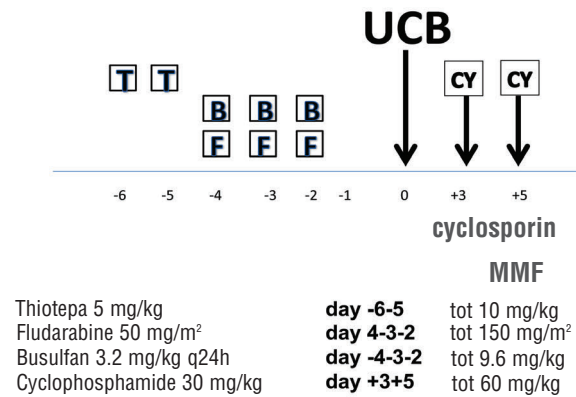 UCB
T T CY CY
B B B
F F F
-6 -5 -4 -3 -2 -1 0 +3 +5
cyclosporin
MMF
Thiotepa 5 mg/kg day -6-5 tot 10 mg/kg
Fludarabine 50 mg/m² day 4-3-2 tot 150 mg/m²
Busulfan 3.2 mg/kg q24h day -4-3-2 tot 9.6 mg/kg
Cyclophosphamide 30 mg/kg day +3+5 tot 60 mg/kg